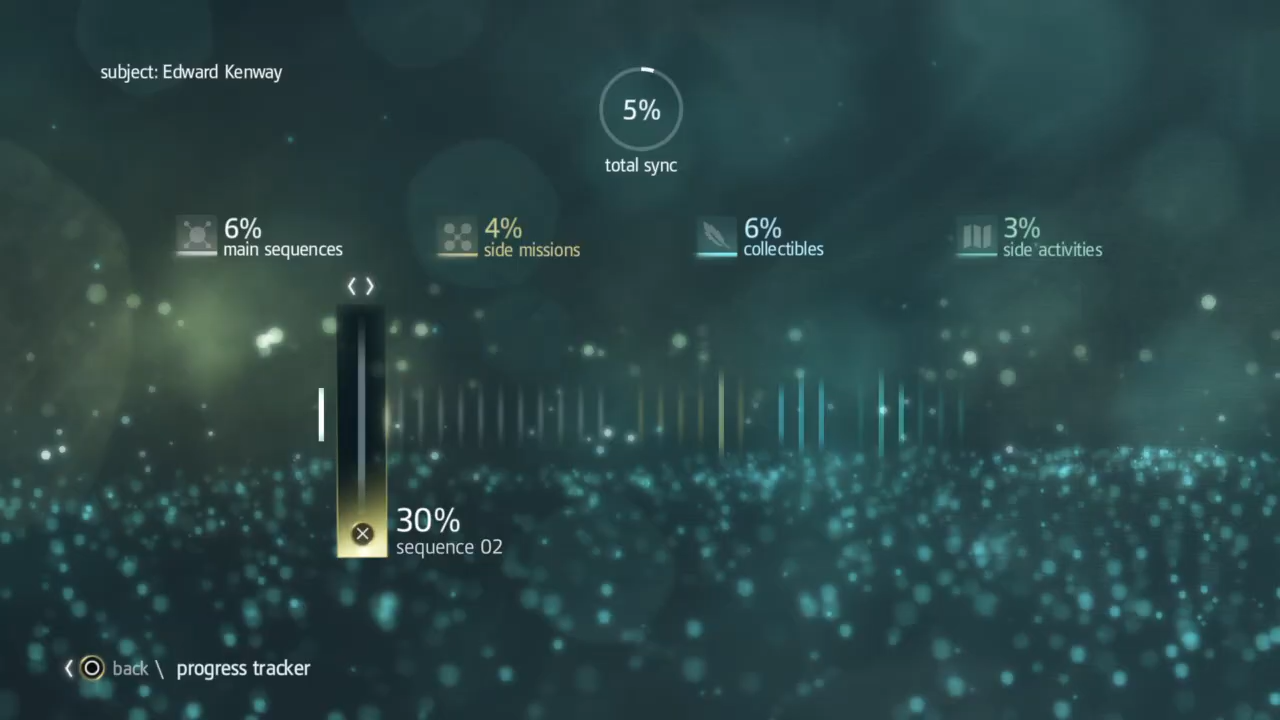 subject: Edward Kenway
5%
total sync
6%
main sequences
4%
side missions
6%
collectibles
3%
side activities
30%
sequence 02
back \ progress tracker